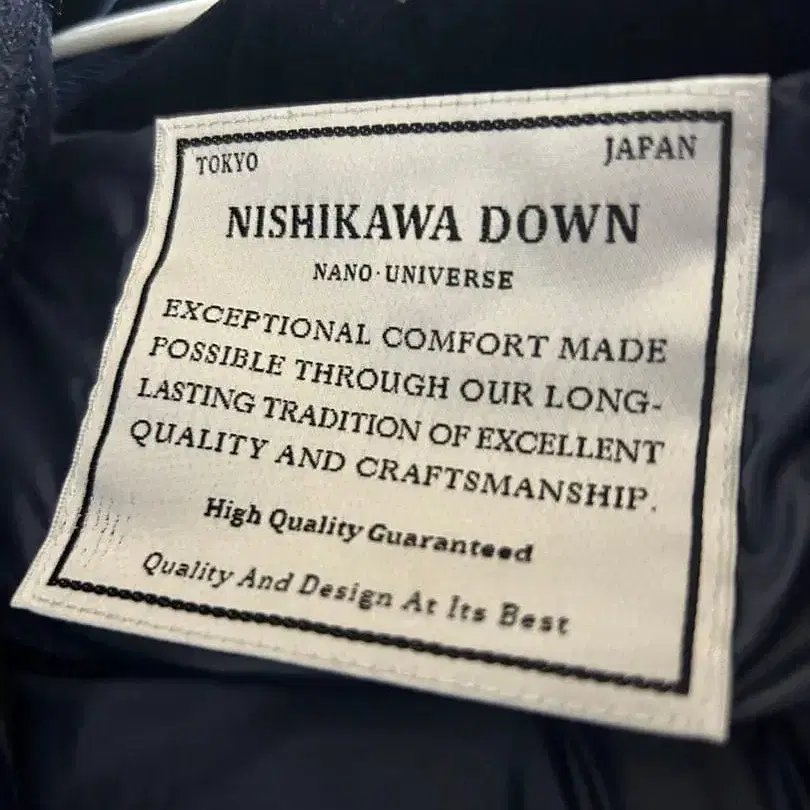 TOKYO JAPAN
NISHIKAWA DOWN
NANO·UNIVERSE
EXCEPTIONAL COMFORT MADE
POSSIBLE THROUGH OUR LONG-
LASTING TRADITION OF EXCELLENT
QUALITY AND CRAFTSMANSHIP.
High Quality Guaranteed
Quality And Design At Its Best